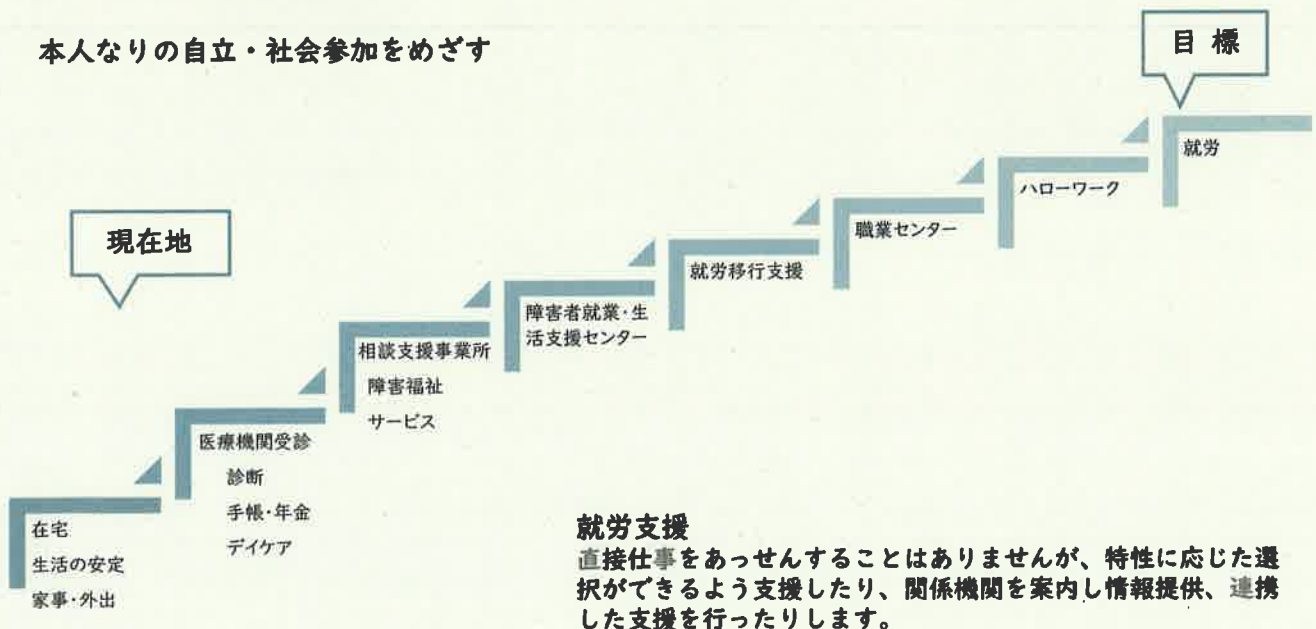 本人なりの自立・社会参加をめざす
目 標
現在地
在宅
生活の安定
家事・外出
医療機関受診
診断
手帳・年金
デイケア
相談支援事業所
障害福祉
サービス
障害者就業・生
活支援センター
就労移行支援
職業センター
ハローワーク
就労
就労支援
直接仕事をあっせんすることはありませんが、特性に応じた選
択ができるよう支援したり、関係機関を案内し情報提供、連携
した支援を行ったりします。